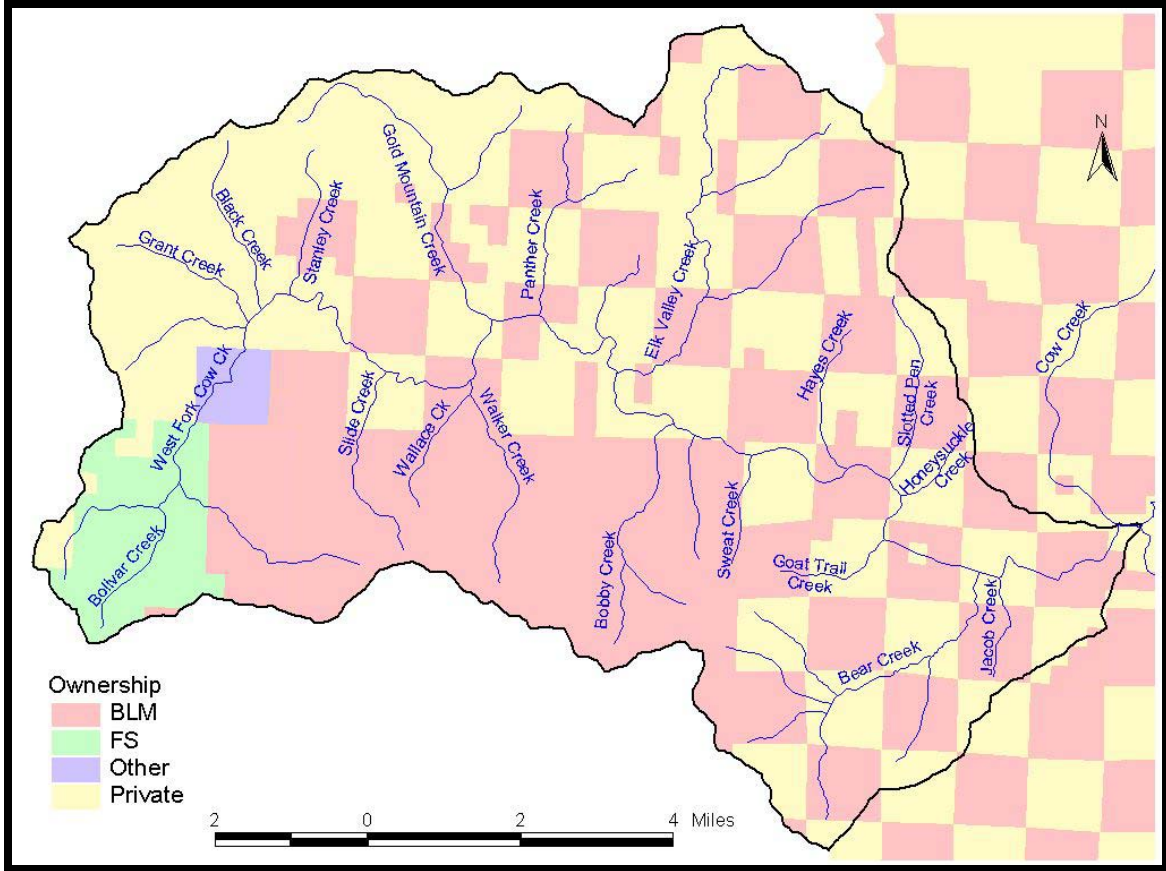 N
Gold Mountain Creek
Black Creek
Stanley Creek
Grant Creek
Panther Creek
Elk Valley Creek
Cow Creek
Hayes Creek
Slotted Pen
Creek
West Fork Cow Ck
Slide Creek
Wallace Ck
Walker Creek
Honeysuckle
Creek
Sweat Creek
Bolivar Creek
Bobby Creek
Goat Trail
Creek
Jacob Creek
Bear Creek
Ownership
BLM
FS
Other
Private
2 0 2 4 Miles